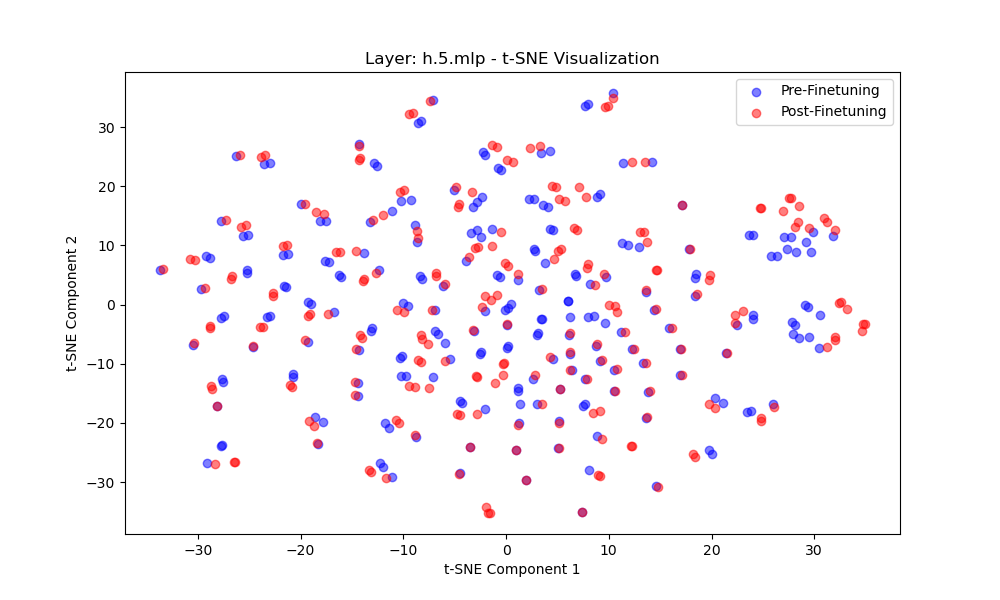 Layer: h.5.mlp - t-SNE Visualization
Pre-Finetuning
Post-Finetuning
t-SNE Component 2
30
20
10
0
−10
−20
−30
−30 −20 −10 0 10 20 30
t-SNE Component 1